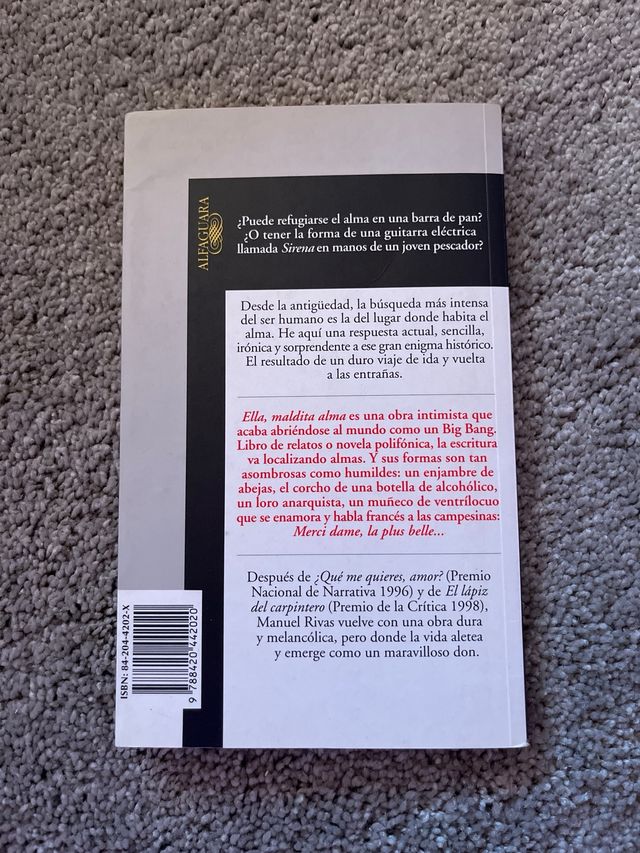 ALFAGUARA
¿Puede refugiarse el alma en una barra de pan?
¿O tener la forma de una guitarra eléctrica
llamada Sirena en manos de un joven pescador?
Desde la antigüedad, la búsqueda más intensa
del ser humano es la del lugar donde habita el
alma. He aquí una respuesta actual, sencilla,
irónica y sorprendente a ese gran enigma histórico.
El resultado de un duro viaje de ida y vuelta
a las entrañas.
Ella, maldita alma es una obra intimista que
acaba abriéndose al mundo como un Big Bang.
Libro de relatos o novela polifónica, la escritura
va localizando almas. Y sus formas son tan
asombrosas como humildes: un enjambre de
abejas, el corcho de una botella de alcohólico,
un loro anarquista, un muñeco de ventrílocuo
que se enamora y habla francés a las campesinas:
Merci dame, la plus belle...
Después de ¿Qué me quieres, amor? (Premio
Nacional de Narrativa 1996) y de El lápiz
del carpintero (Premio de la Crítica 1998),
Manuel Rivas vuelve con una obra dura
y melancólica, pero donde la vida aletea
y emerge como un maravilloso don.
ISBN: 84-204-4202-X
9 788420 442020